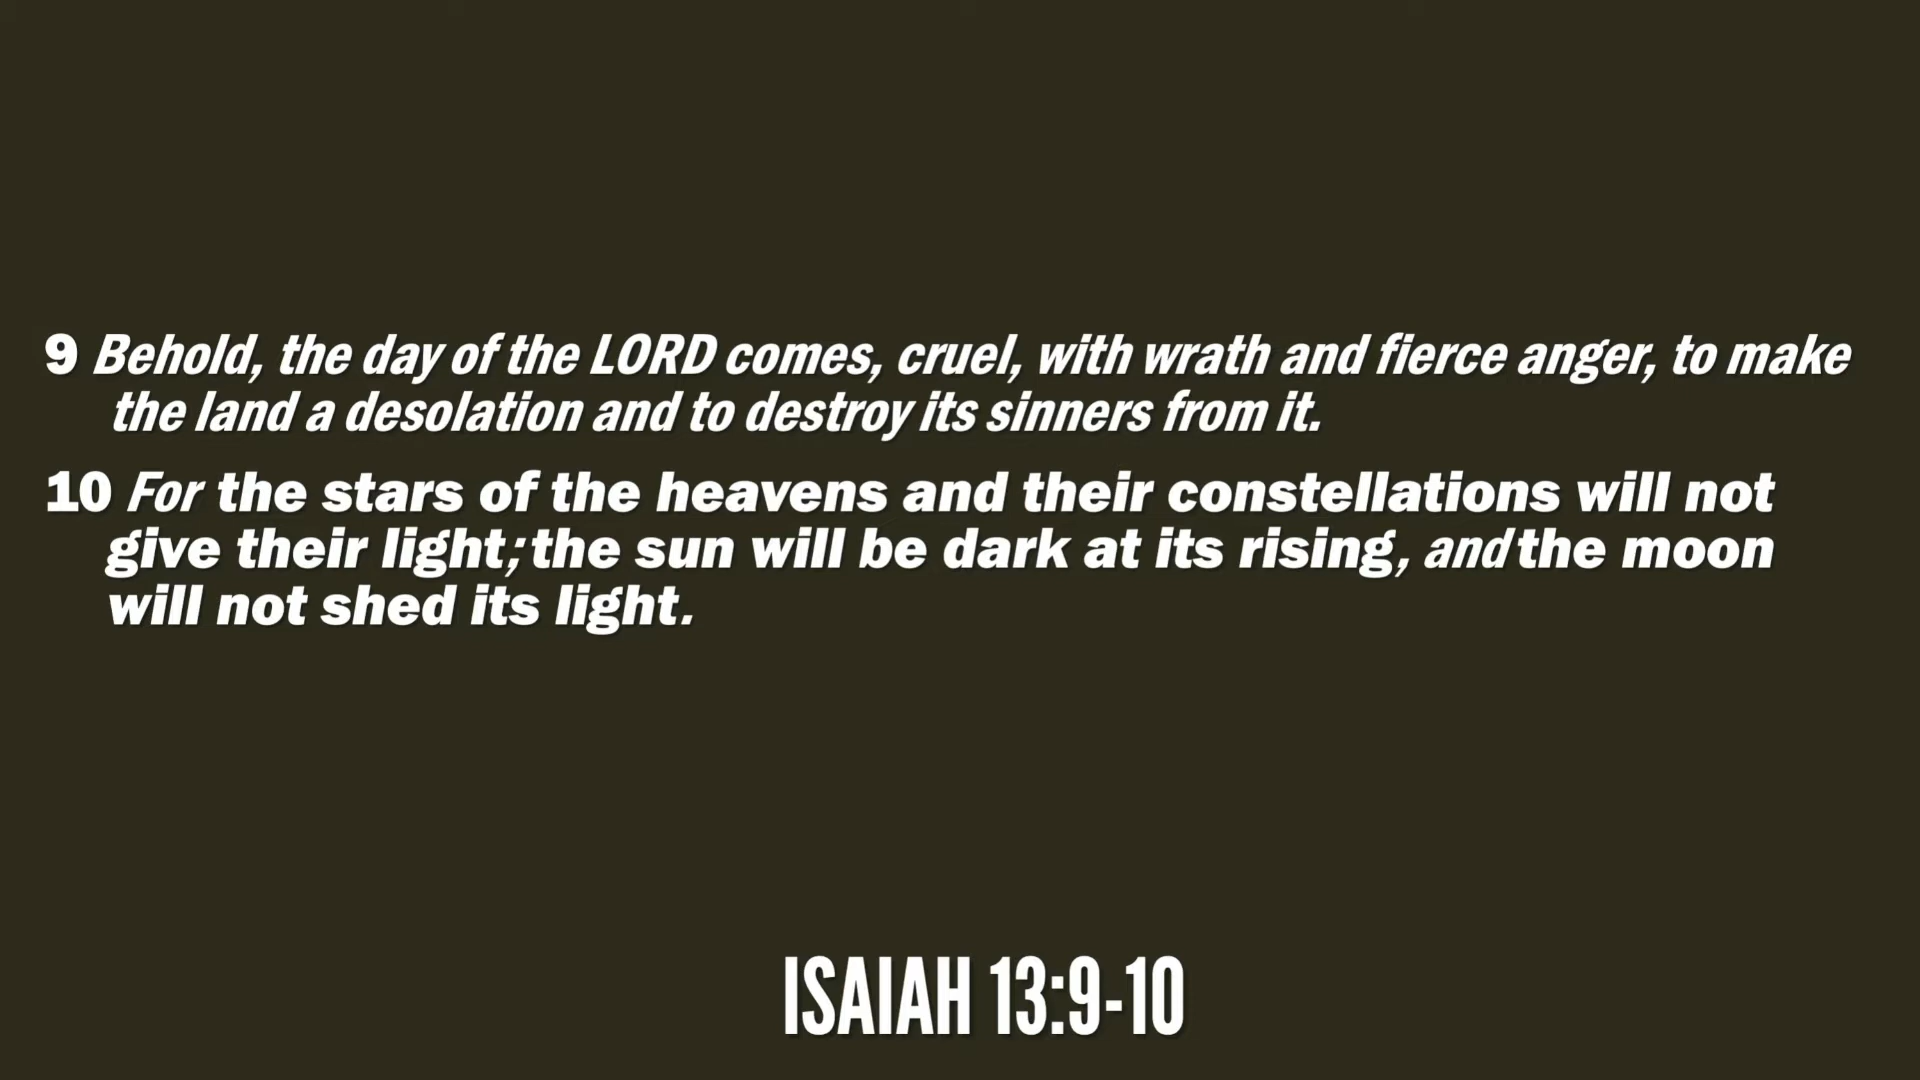 9 Behold, the day of the LORD comes, cruel, with wrath and fierce anger, to make
the land a desolation and to destroy its sinners from it.
10 For the stars of the heavens and their constellations will not
give their light; the sun will be dark at its rising, and the moon
will not shed its light.
ISAIAH 13:9-10